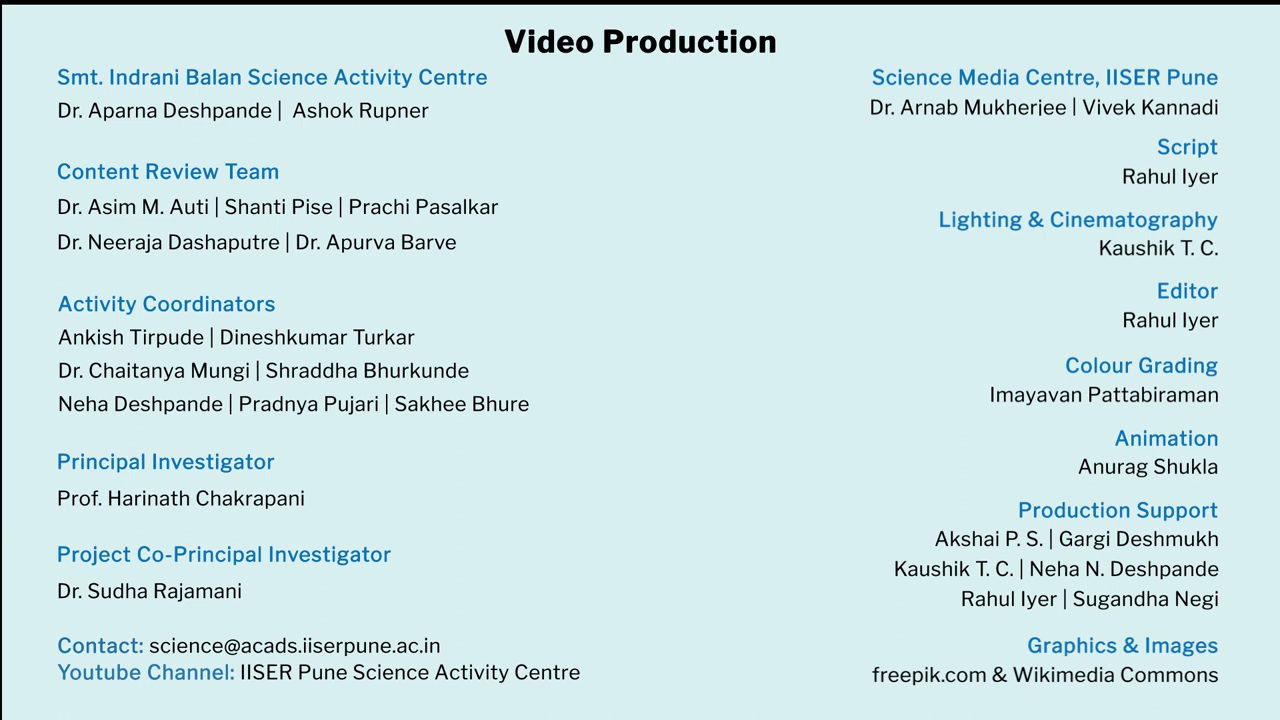 Video Production
Smt. Indrani Balan Science Activity Centre
Dr. Aparna Deshpande | Ashok Rupner
Content Review Team
Dr. Asim M. Auti | Shanti Pise | Prachi Pasalkar
Dr. Neeraja Dashaputre | Dr. Apurva Barve
Activity Coordinators
Ankish Tirpude | Dineshkumar Turkar
Dr. Chaitanya Mungi | Shraddha Bhurkunde
Neha Deshpande | Pradnya Pujari | Sakhee Bhure
Principal Investigator
Prof. Harinath Chakrapani
Project Co-Principal Investigator
Dr. Sudha Rajamani
Contact: science@acads.iiserpune.ac.in
Youtube Channel: IISER Pune Science Activity Centre
Science Media Centre, IISER Pune
Dr. Arnab Mukherjee | Vivek Kannadi
Script
Rahul Iyer
Lighting & Cinematography
Kaushik T. C.
Editor
Rahul Iyer
Colour Grading
Imayavan Pattabiraman
Animation
Anurag Shukla
Production Support
Akshai P. S. | Gargi Deshmukh
Kaushik T. C. | Neha N. Deshpande
Rahul Iyer | Sugandha Negi
Graphics & Images
freepik.com & Wikimedia Commons